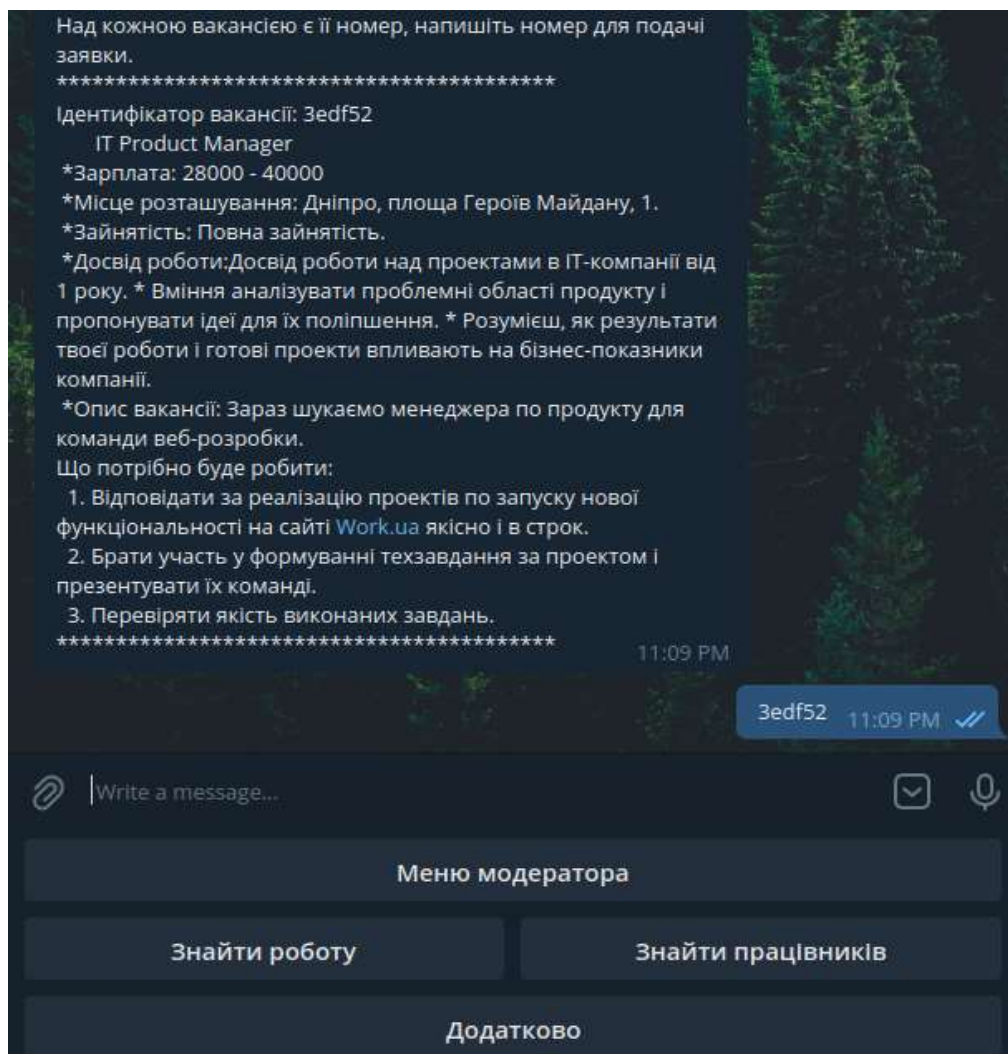 Над кожною вакансією є її номер, напишіть номер для подачі
заявки.
******************************************
Ідентифікатор вакансії: 3edf52
IT Product Manager
*Зарплата: 28000 - 40000
*Місце розташування: Дніпро, площа Героїв Майдану, 1.
*Зайнятість: Повна зайнятість.
*Досвід роботи:Досвід роботи над проектами в IT-компанії від
1 року. * Вміння аналізувати проблемні області продукту і
пропонувати ідеї для їх поліпшення. * Розумієш, як результати
твоєї роботи і готові проекти впливають на бізнес-показники
компанії.
*Опис вакансії: Зараз шукаємо менеджера по продукту для
команди веб-розробки.
Що потрібно буде робити:
1. Відповідати за реалізацію проектів по запуску нової
функціональності на сайті Work.ua якісно і в строк.
2. Брати участь у формуванні техзавдання за проектом і
презентувати їх команді.
3. Перевіряти якість виконаних завдань.
******************************************
11:09 PM
3edf52 11:09 PM
Write a message...
Меню модератора
Знайти роботу Знайти працівників
Додатково